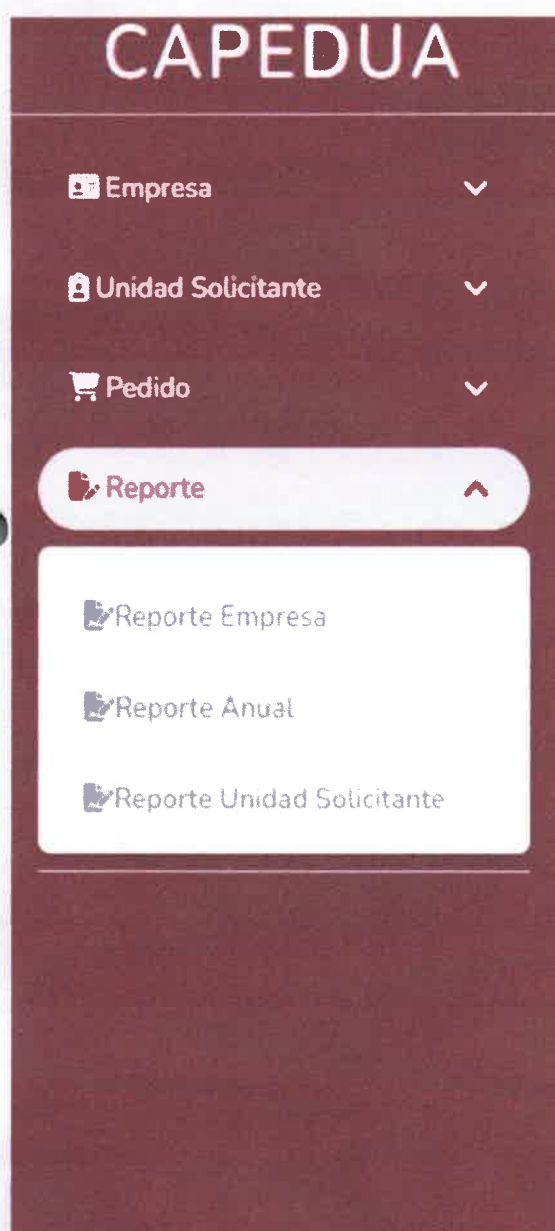 CAPEDUA
Empresa
Unidad Solicitante
Pedido
Reporte
Reporte Empresa
Reporte Anual
Reporte Unidad Solicitante